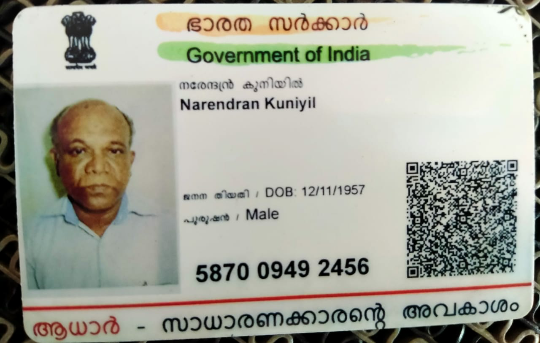 ഭാരത സർക്കാർ
Government of India
നരേന്ദ്രൻ കുനിയിൽ
Narendran Kuniyil
ജനന തിയതി / DOB: 12/11/1957
പുരുഷൻ / Male
5870 0949 2456
ആധാർ - സാധാരണക്കാരന്റെ അവകാശം